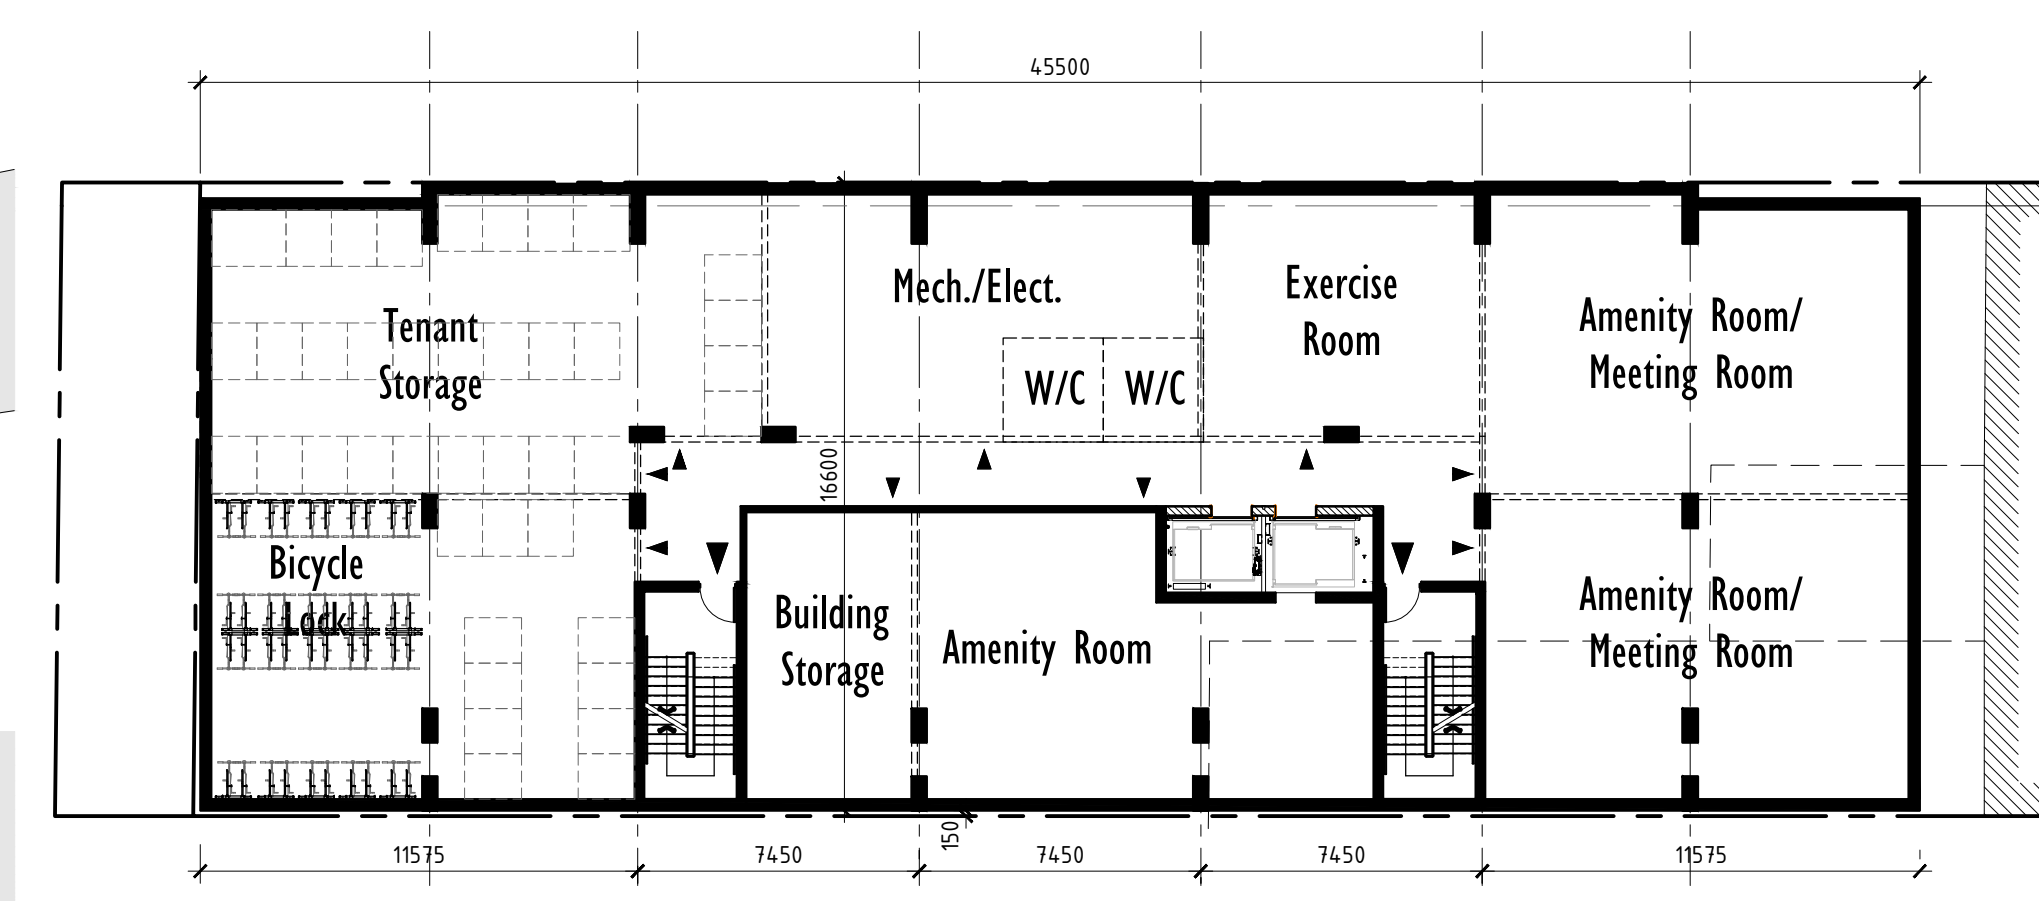 45500
Mech./Elect.
Exercise
Room
Tenant
Storage
Amenity Room/
Meeting Room
W/C
W/C
16600
Bicycle
Lock
Building
Storage
Amenity Room
Amenity Room/
Meeting Room
150
11575
7450
7450
7450
11575